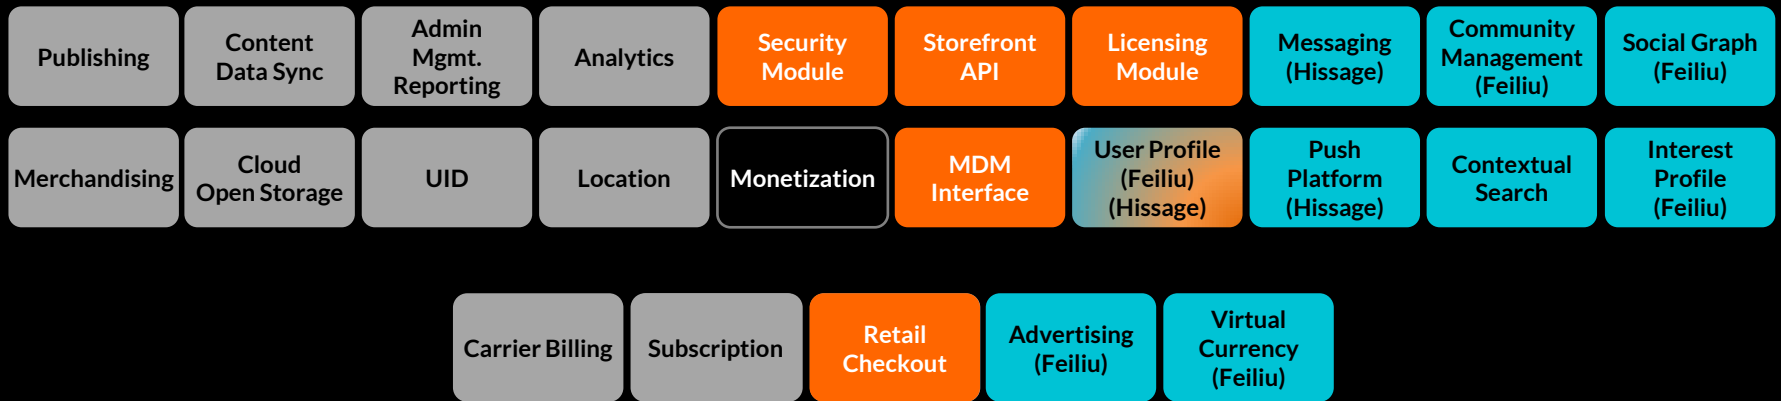 Publishing
Content
Data Sync
Admin
Mgmt.
Reporting
Analytics
Security
Module
Storefront
API
Licensing
Module
Messaging
(Hissage)
Community
Management
(Feiliu)
Social Graph
(Feiliu)
Merchandising
Cloud
Open Storage
UID
Location
Monetization
MDM
Interface
User Profile
(Feiliu)
(Hissage)
Push
Platform
(Hissage)
Contextual
Search
Interest
Profile
(Feiliu)
Carrier Billing
Subscription
Retail
Checkout
Advertising
(Feiliu)
Virtual
Currency
(Feiliu)